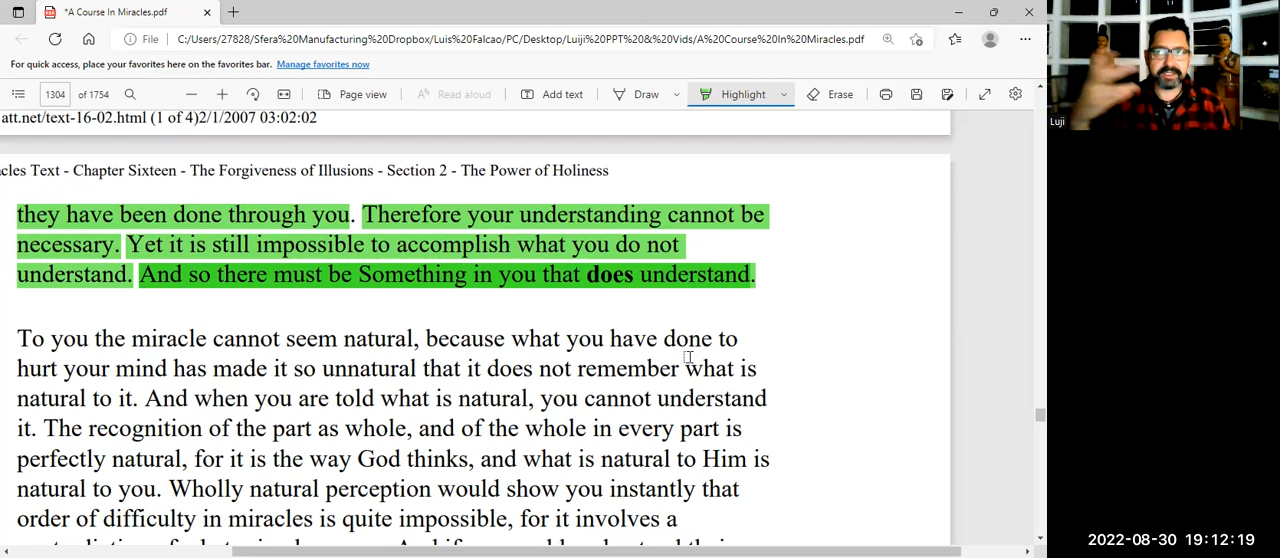 *A Course In Miracles.pdf
File C:/Users/27828/Sfera%20Manufacturing%20Dropbox/Luis%20Falcao/PC/Desktop/Luiji%20PPT%20&%20Vids/A%20Course%20In%20Miracles.pdf
For quick access, place your favorites here on the favorites bar. Manage favorites now
1304 of 1754 Page view Read aloud Add text Draw Highlight Erase
att.net/text-16-02.html (1 of 4)2/1/2007 03:02:02
cles Text - Chapter Sixteen - The Forgiveness of Illusions - Section 2 - The Power of Holiness
they have been done through you. Therefore your understanding cannot be
necessary. Yet it is still impossible to accomplish what you do not
understand. And so there must be Something in you that does understand.
To you the miracle cannot seem natural, because what you have done to
hurt your mind has made it so unnatural that it does not remember what is
natural to it. And when you are told what is natural, you cannot understand
it. The recognition of the part as whole, and of the whole in every part is
perfectly natural, for it is the way God thinks, and what is natural to Him is
natural to you. Wholly natural perception would show you instantly that
order of difficulty in miracles is quite impossible, for it involves a
Luji
2022-08-30 19:12:19